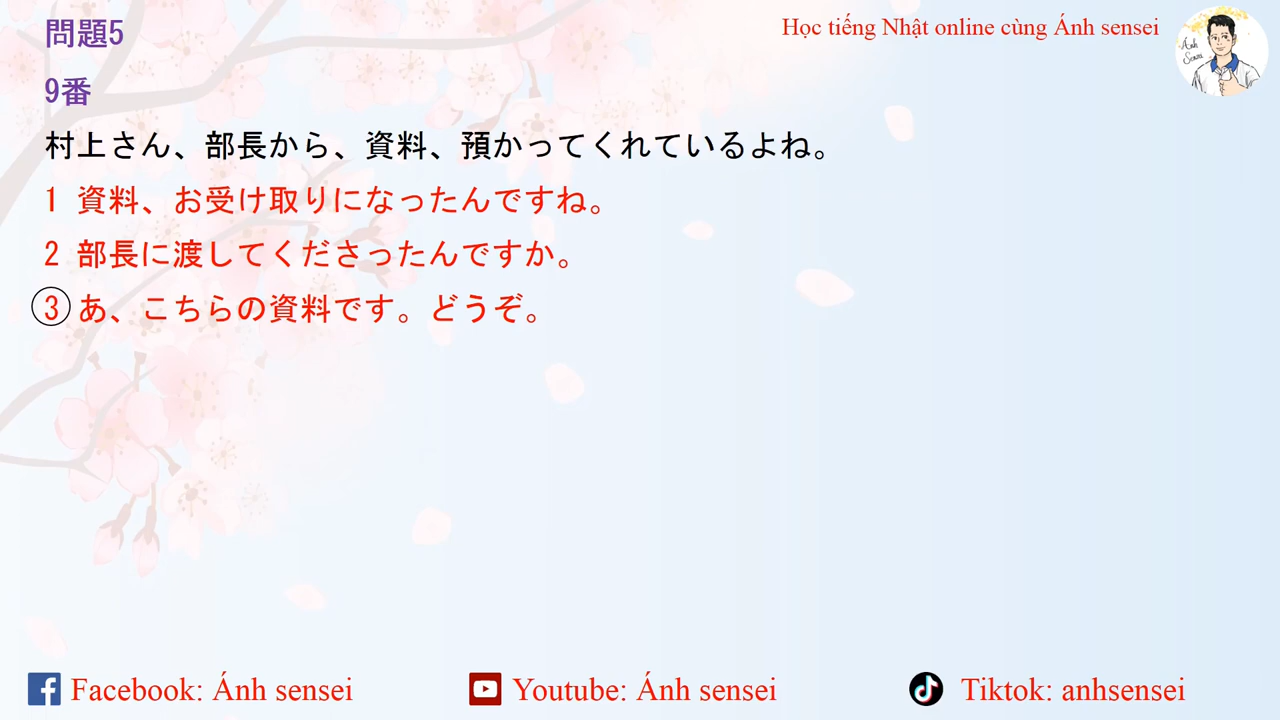 問題5
Học tiếng Nhật online cùng Ánh sensei
Ánh Sensei
9番
村上さん、部長から、資料、預かってくれているよね。
1 資料、お受け取りになったんですね。
2 部長に渡してくださったんですか。
3 あ、こちらの資料です。どうぞ。
Facebook: Ánh sensei
Youtube: Ánh sensei
Tiktok: anhsensei